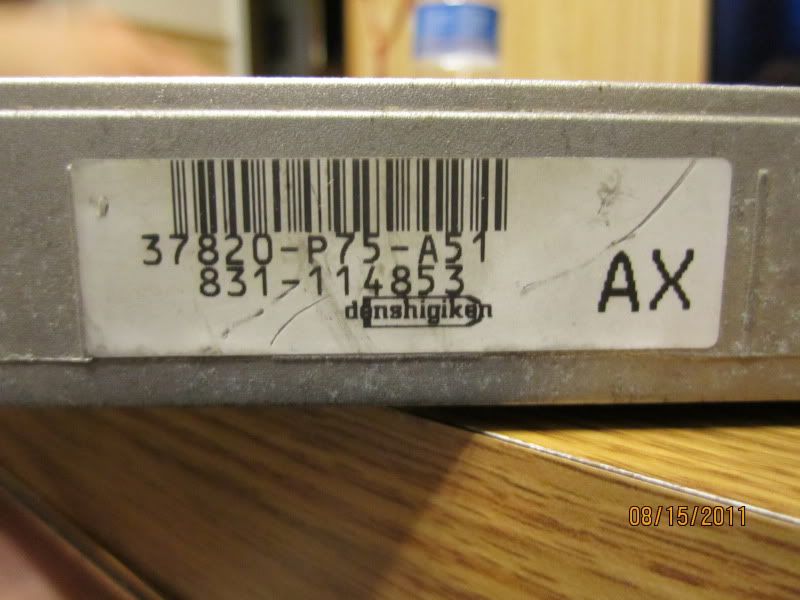 37820-P75-A51
831-114853
denshigiken
AX
08/15/2011